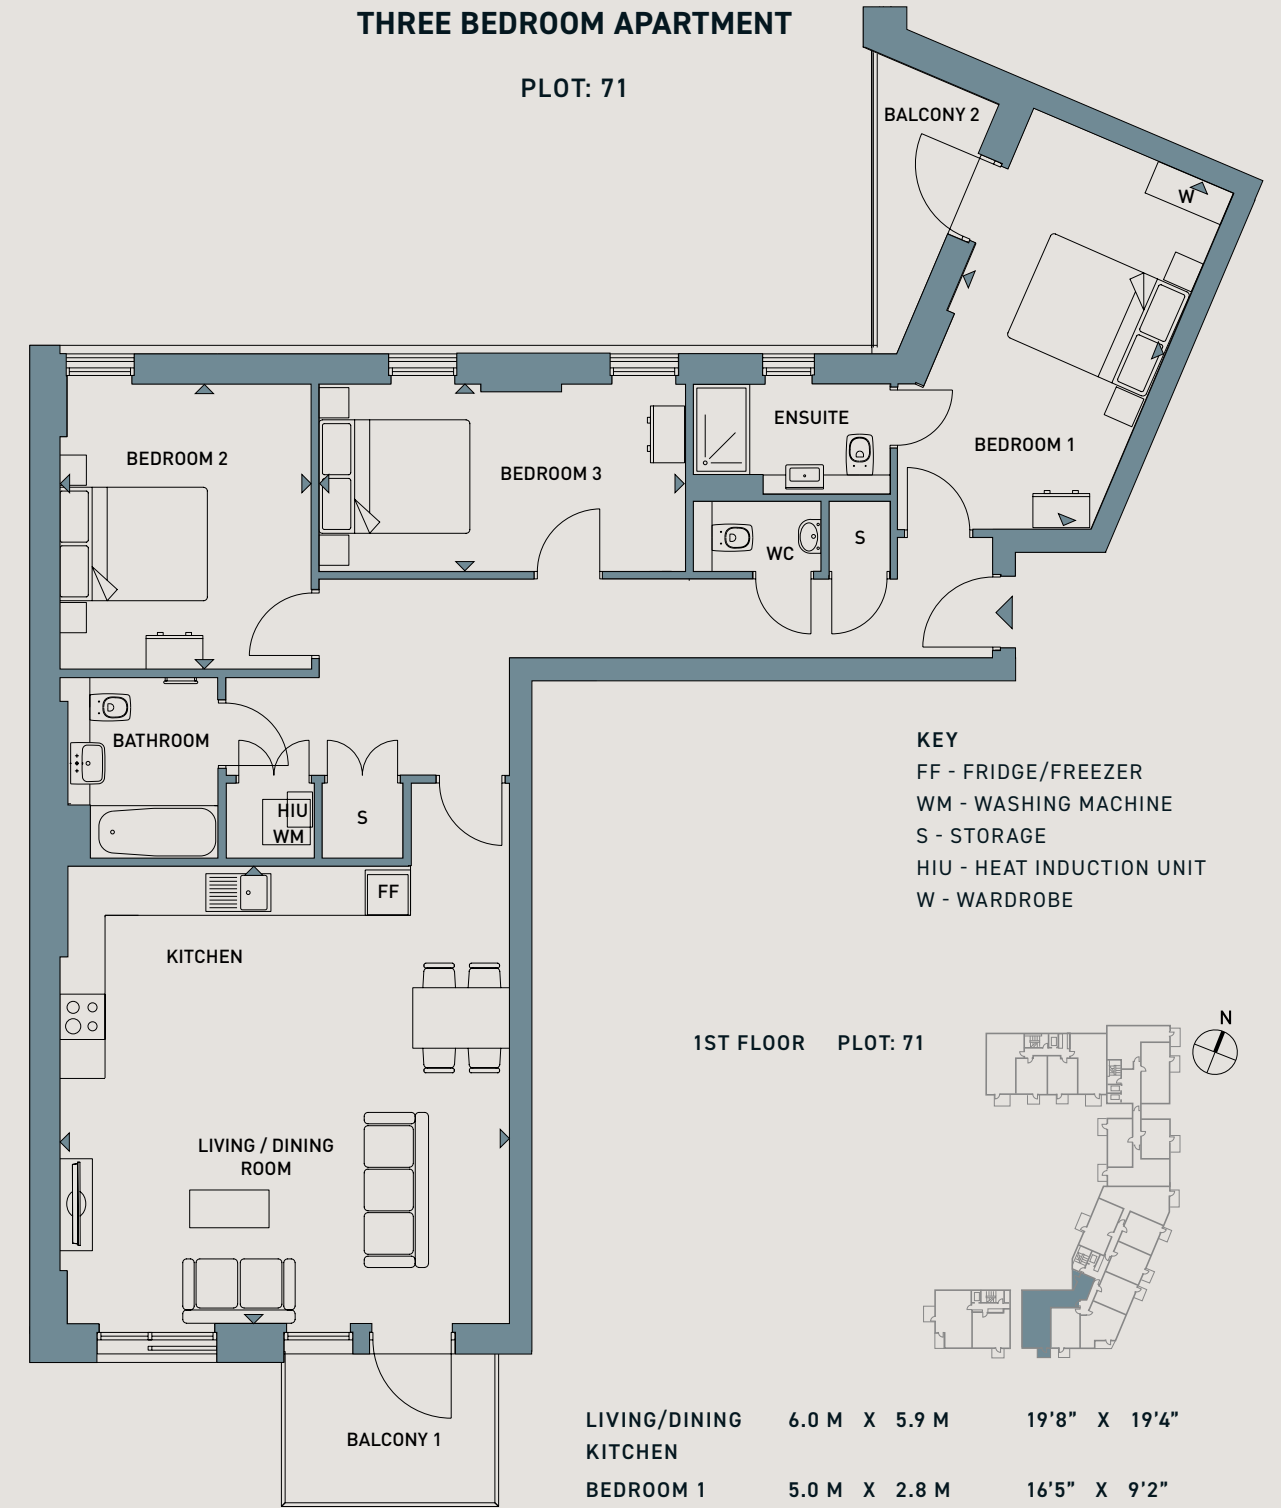 THREE BEDROOM APARTMENT
PLOT: 71
BALCONY 2
W
ENSUITE
BEDROOM 1
BEDROOM 2
BEDROOM 3
WC
S
BATHROOM
HIU
WM
S
FF
KITCHEN
LIVING / DINING
ROOM
BALCONY 1
KEY
FF - FRIDGE/FREEZER
WM - WASHING MACHINE
S - STORAGE
HIU - HEAT INDUCTION UNIT
W - WARDROBE
N
1ST FLOOR PLOT: 71
LIVING/DINING 6.0 M X 5.9 M 19’8” X 19’4”
KITCHEN
BEDROOM 1 5.0 M X 2.8 M 16’5” X 9’2”